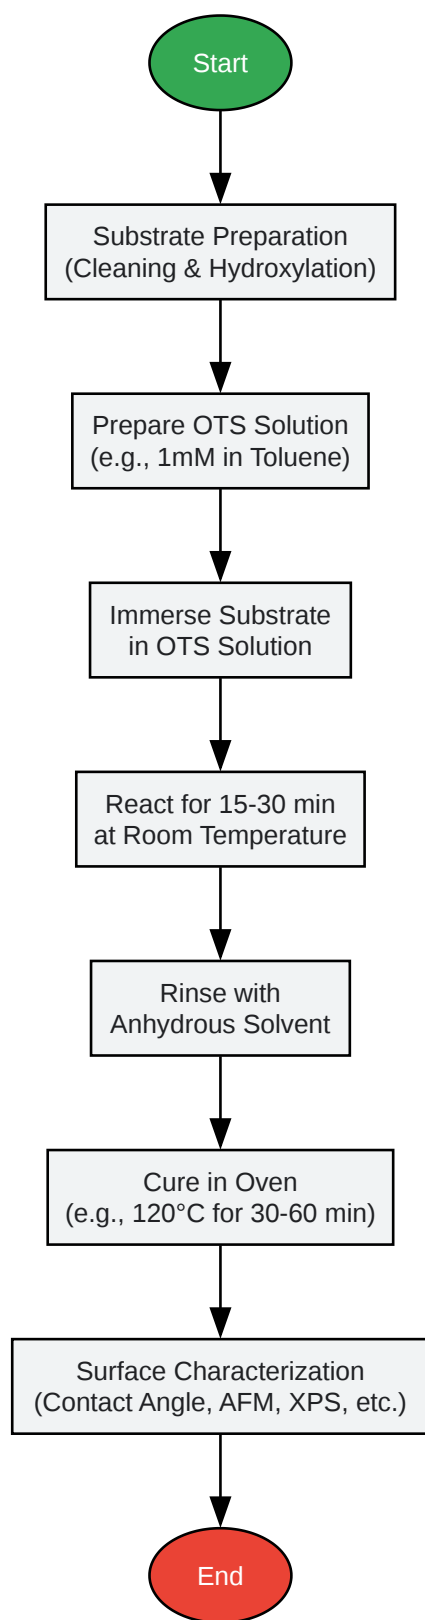 Start
Substrate Preparation
(Cleaning & Hydroxylation)
Prepare OTS Solution
(e.g., 1mM in Toluene)
Immerse Substrate
in OTS Solution
React for 15-30 min
at Room Temperature
Rinse with
Anhydrous Solvent
Cure in Oven
(e.g., 120°C for 30-60 min)
Surface Characterization
(Contact Angle, AFM, XPS, etc.)
End